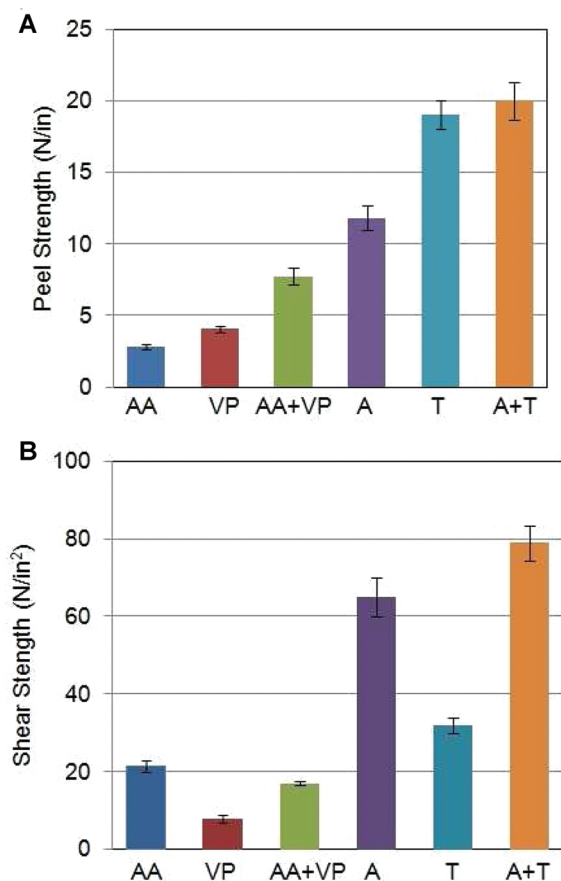 A
Peel Strength (N/in)
25
20
15
10
5
0
AA VP AA+VP A T A+T
B
Shear Stength (N/in²)
100
80
60
40
20
0
AA VP AA+VP A T A+T